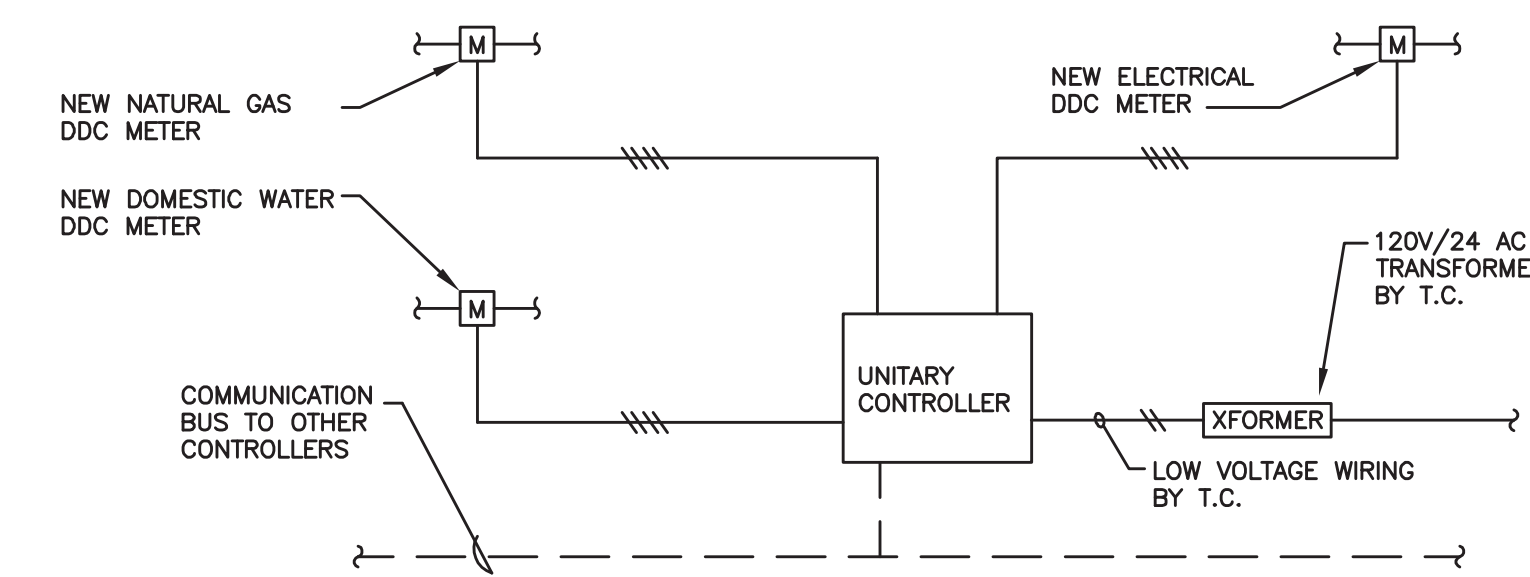 M
M
NEW ELECTRICAL
DDC METER
NEW NATURAL GAS
DDC METER
NEW DOMESTIC WATER
DDC METER
120V/24 AC
TRANSFORME
BY T.C.
M
UNITARY
CONTROLLER
COMMUNICATION
BUS TO OTHER
CONTROLLERS
XFORMER
LOW VOLTAGE WIRING
BY T.C.